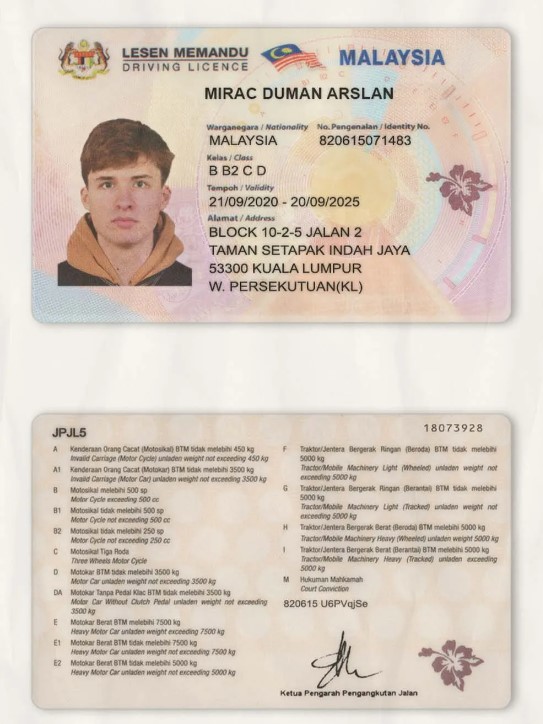 LESEN MEMANDU
DRIVING LICENCE
MALAYSIA
MIRAC DUMAN ARSLAN
Warganegara / Nationality No. Pengenalan / Identity No.
MALAYSIA 820615071483
Kelas / Class
B B2 C D
Tempoh / Validity
21/09/2020 - 20/09/2025
Alamat / Address
BLOCK 10-2-5 JALAN 2
TAMAN SETAPAK INDAH JAYA
53300 KUALA LUMPUR
W. PERSEKUTUAN(KL)
JPJL5
18073928
A Kenderaan Orang Cacat (Motosikal) BTM tidak melebihi 450 kg
Invalid Carriage (Motor Cycle) unladen weight not exceeding 450 kg
A1 Kenderaan Orang Cacat (Motokar) BTM tidak melebihi 3500 kg
Invalid Carriage (Motor Car) unladen weight not exceeding 3500 kg
B Motosikal melebihi 500 sp
Motor Cycle exceeding 500 cc
B1 Motosikal tidak melebihi 500 sp
Motor Cycle not exceeding 500 cc
B2 Motosikal tidak melebihi 250 sp
Motor Cycle not exceeding 250 cc
C Motosikal Tiga Roda
Three Wheels Motor Cycle
D Motokar BTM tidak melebihi 3500 kg
Motor Car unladen weight not exceeding 3500 kg
DA Motokar Tanpa Pedal Klac BTM tidak melebihi 3500 kg
Motor Car Without Clutch Pedal unladen weight not exceeding
3500 kg
E Motokar Berat BTM melebihi 7500 kg
Heavy Motor Car unladen weight exceeding 7500 kg
E1 Motokar Berat BTM tidak melebihi 7500 kg
Heavy Motor Car unladen weight not exceeding 7500 kg
E2 Motokar Berat BTM tidak melebihi 5000 kg
Heavy Motor Car unladen weight not exceeding 5000 kg
F Traktor/Jentera Bergerak Ringan (Beroda) BTM tidak melebihi
5000 kg
Tractor/Mobile Machinery Light (Wheeled) unladen weight not
exceeding 5000 kg
G Traktor/Jentera Bergerak Ringan (Berantai) BTM tidak melebihi
5000 kg
Tractor/Mobile Machinery Light (Tracked) unladen weight not
exceeding 5000 kg
H Traktor/Jentera Bergerak Berat (Beroda) BTM melebihi 5000 kg
Tractor/Mobile Machinery Heavy (Wheeled) unladen weight 5000 kg
I Traktor/Jentera Bergerak Berat (Berantai) BTM melebihi 5000 kg
Tractor/Mobile Machinery Heavy (Tracked) unladen exceeding
5000 kg
M Hukuman Mahkamah
Court Conviction
820615 U6PVqjSe
Ketua Pengarah Pengangkutan Jalan